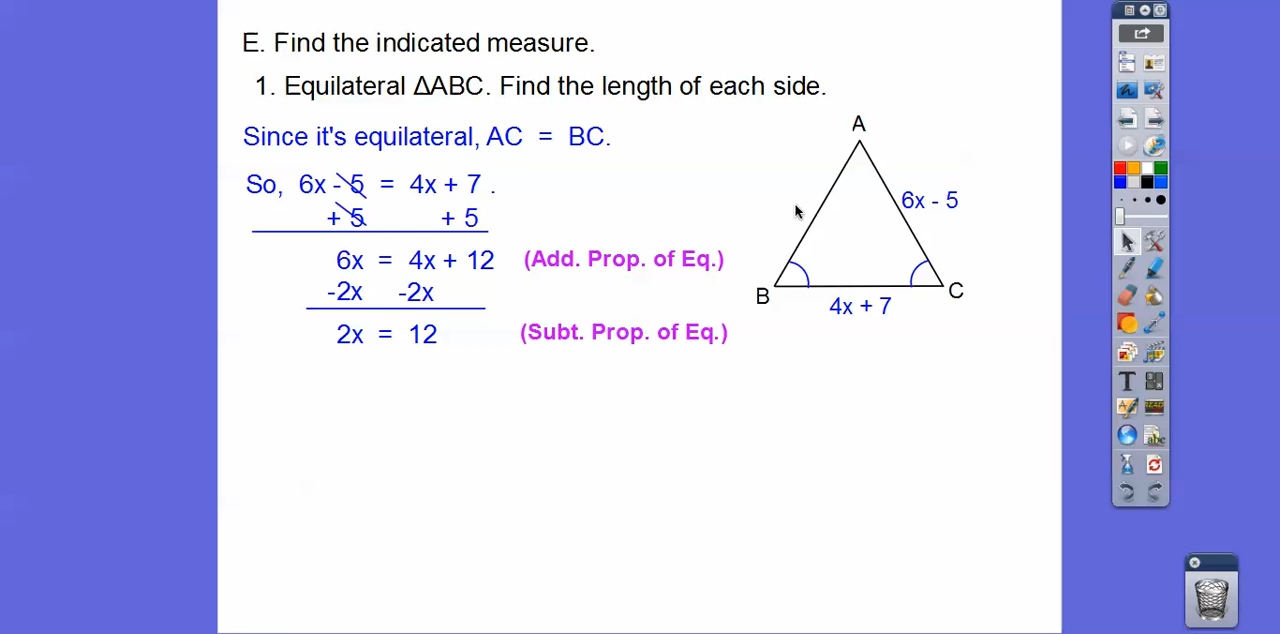 E. Find the indicated measure.
1. Equilateral ΔABC. Find the length of each side.
Since it's equilateral, AC = BC.
So, 6x - 5 = 4x + 7 .
+ 5 + 5
6x = 4x + 12 (Add. Prop. of Eq.)
-2x -2x
2x = 12 (Subt. Prop. of Eq.)
A
6x - 5
B
C
4x + 7